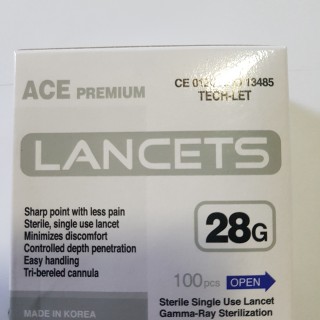 ACE PREMIUM
CE 13485
TECH-LET
LANCETS
Sharp point with less pain
Sterile, single use lancet
Minimizes discomfort
Controlled depth penetration
Easy handling
Tri-bereled cannula
28G
100pcs OPEN
Sterile Single Use Lancet
Gamma-Ray Sterilization
MADE IN KOREA